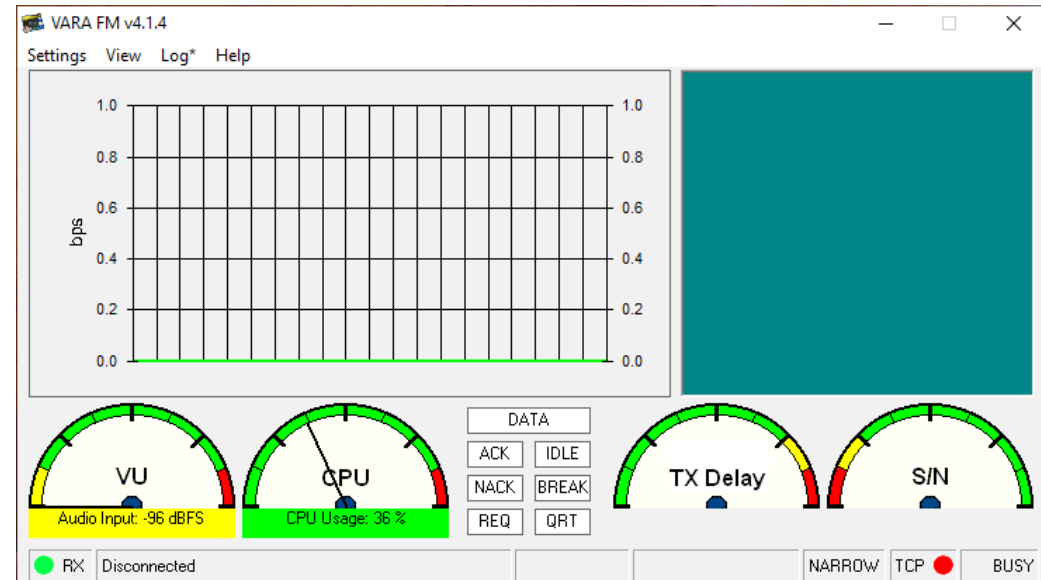 VARA FM v4.1.4
Settings View Log* Help
1.0 1.0
0.8 0.8
0.6 0.6
bps
0.4 0.4
0.2 0.2
0.0 0.0
DATA
ACK IDLE
VU CPU NACK BREAK TX Delay S/N
Audio Input: -96 dBFS CPU Usage: 36 % REQ QRT
RX Disconnected NARROW TCP BUSY